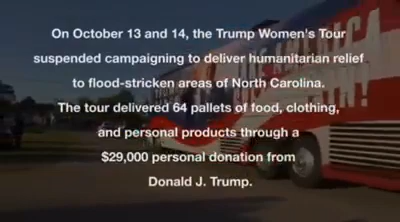 On October 13 and 14, the Trump Women's Tour
suspended campaigning to deliver humanitarian relief
to flood-stricken areas of North Carolina.
The tour delivered 64 pallets of food, clothing,
and personal products through a
$29,000 personal donation from
Donald J. Trump.
AMERICA